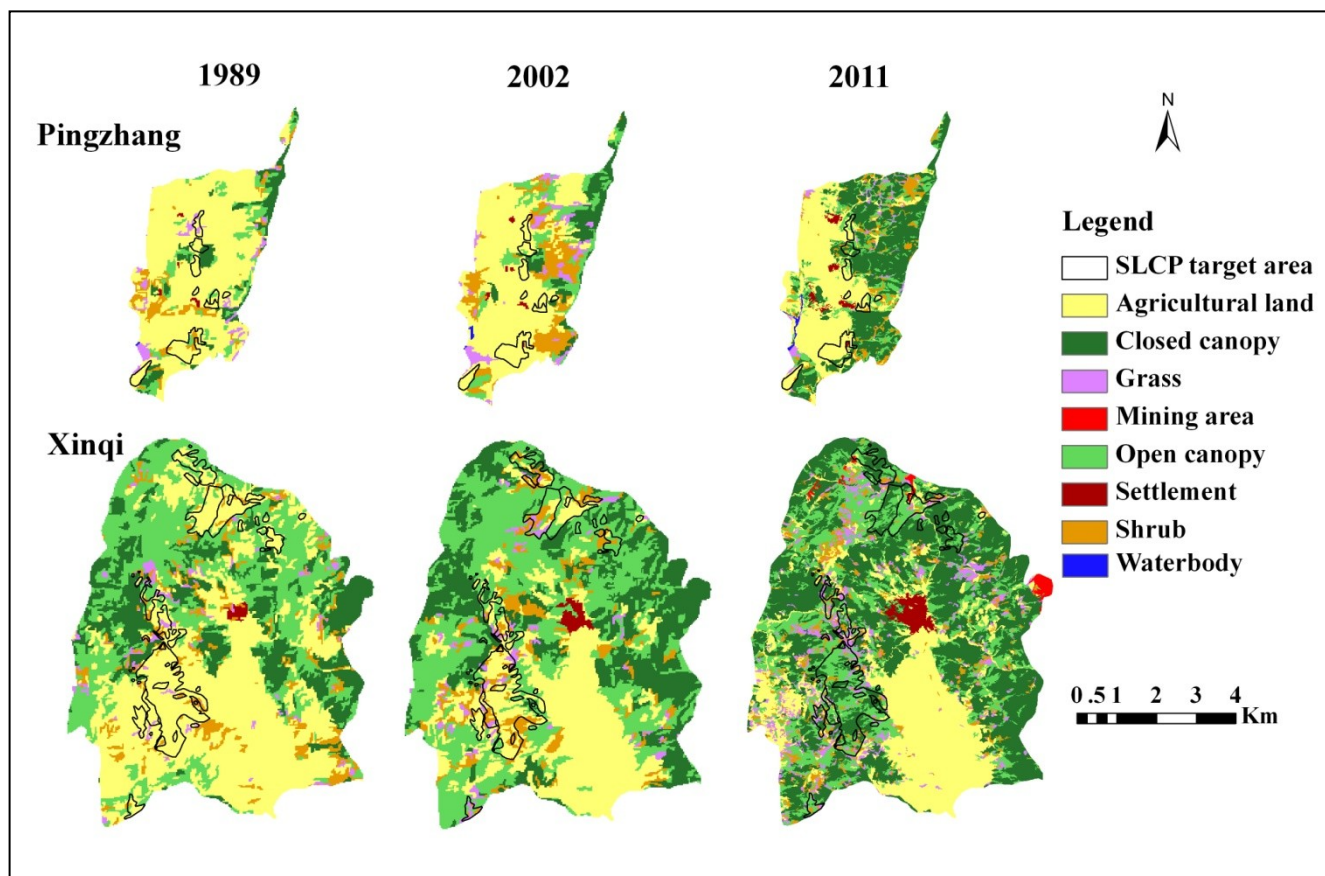 1989
2002
2011
Pingzhang
Xinqi
N
Legend
SLCP target area
Agricultural land
Closed canopy
Grass
Mining area
Open canopy
Settlement
Shrub
Waterbody
0 .5 1 2 3 4
Km